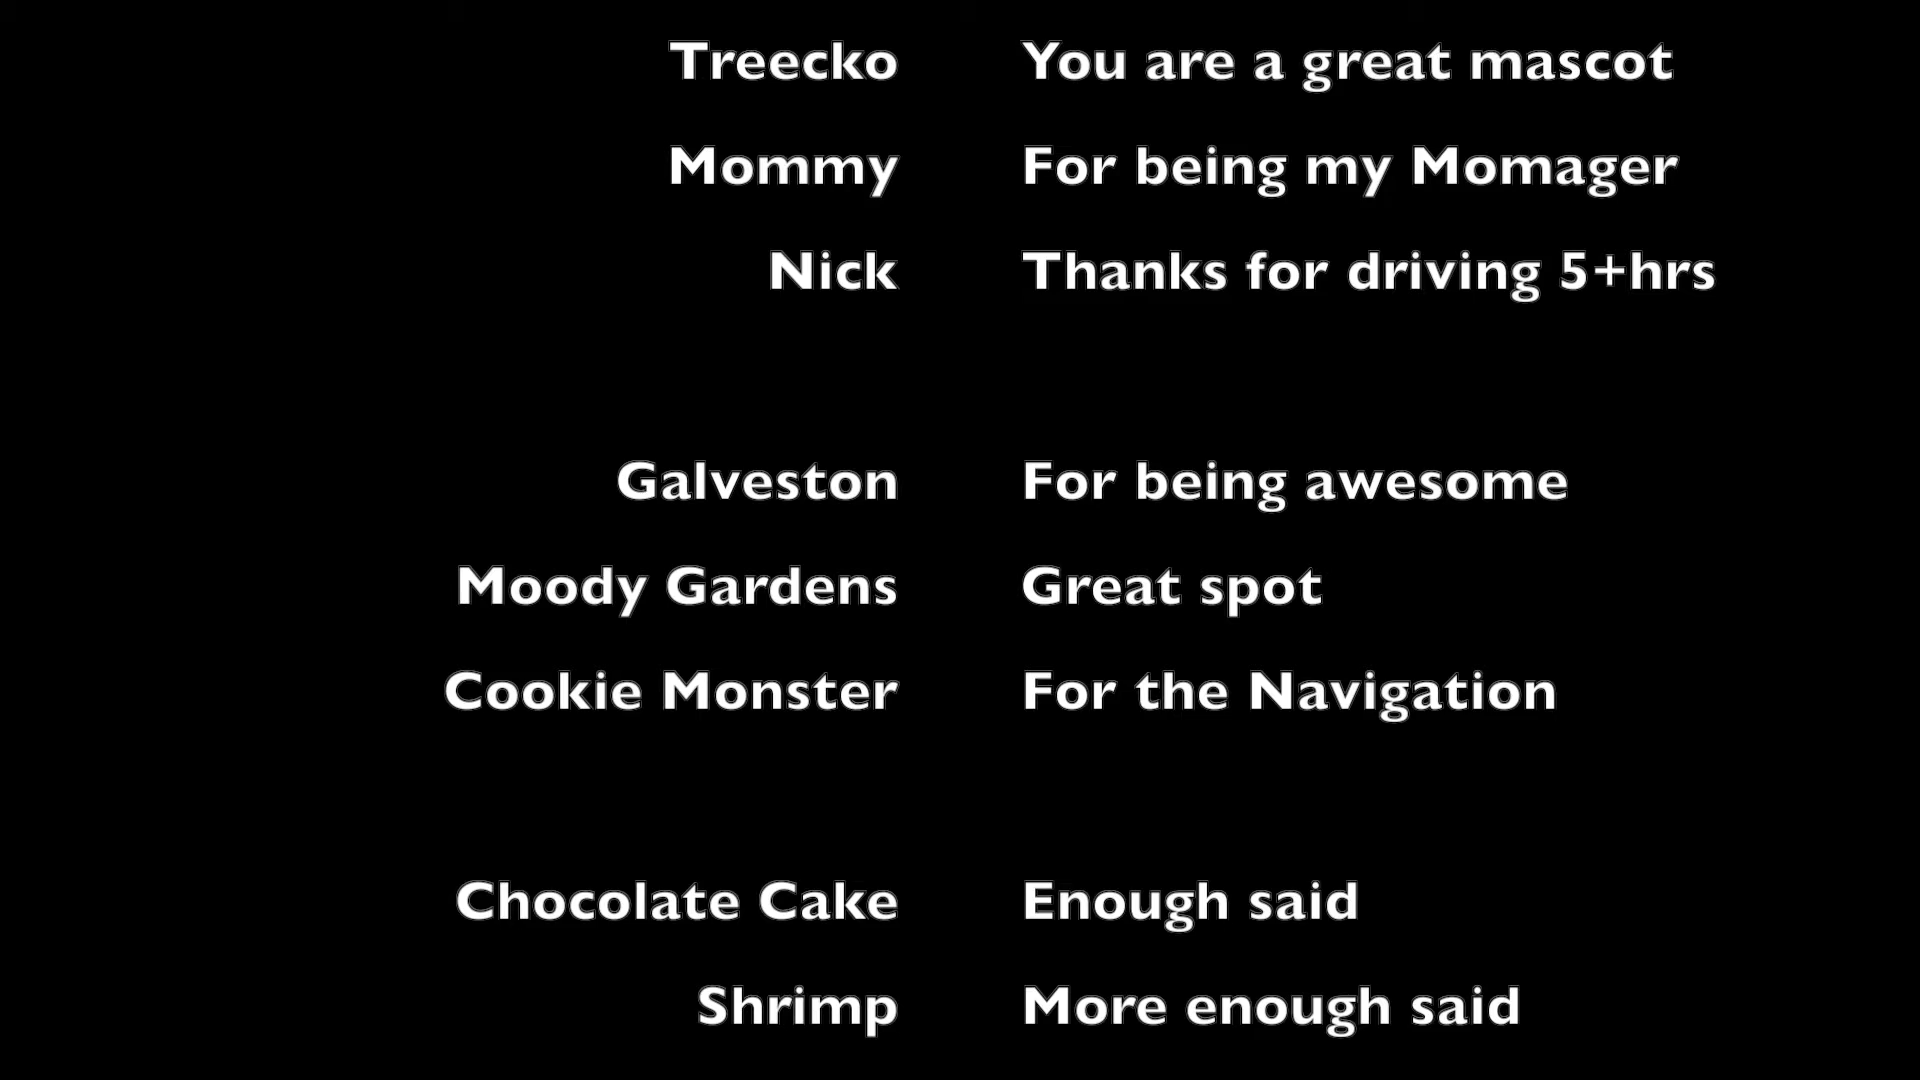 Treecko You are a great mascot
Mommy For being my Momager
Nick Thanks for driving 5+hrs
Galveston For being awesome
Moody Gardens Great spot
Cookie Monster For the Navigation
Chocolate Cake Enough said
Shrimp More enough said